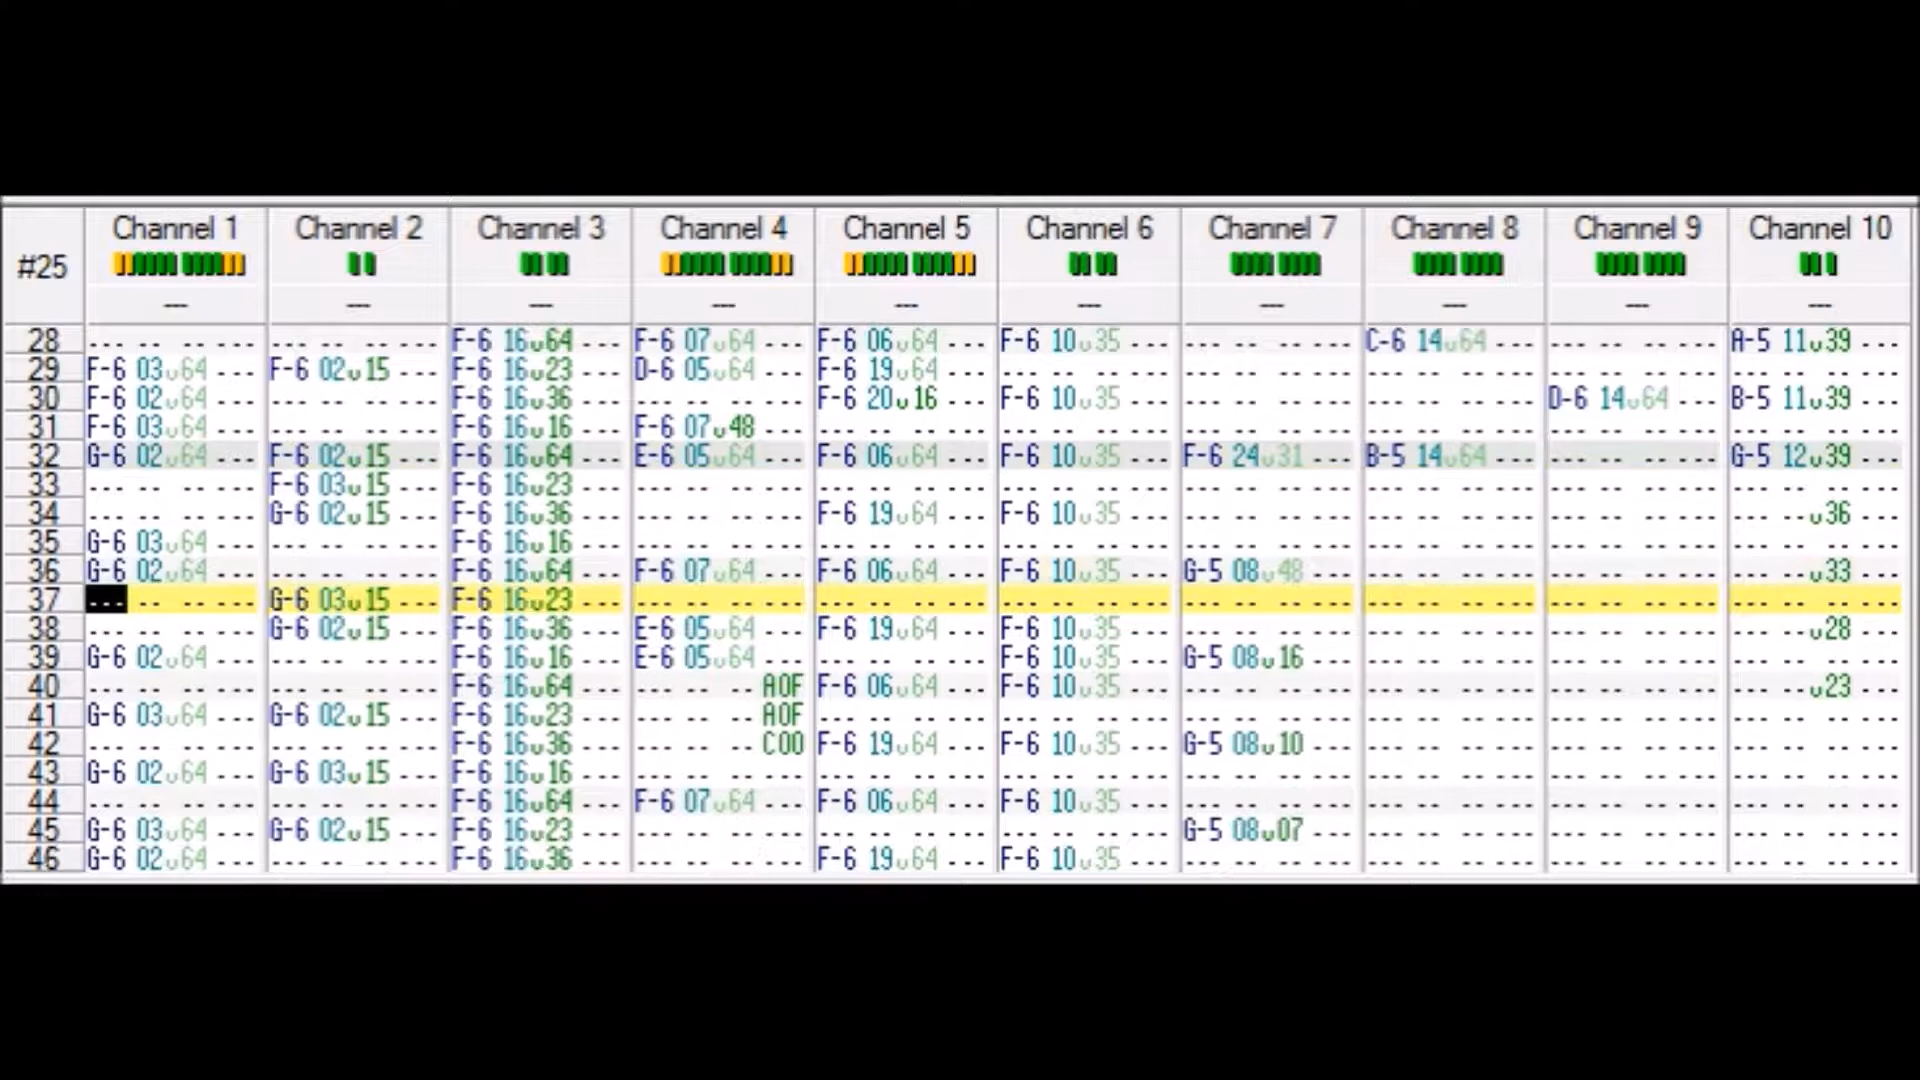 #25 Channel 1 Channel 2 Channel 3 Channel 4 Channel 5 Channel 6 Channel 7 Channel 8 Channel 9 Channel 10
--- --- --- --- --- --- --- --- --- ---
28 ... .. .. ... F-6 16v64 ... F-6 07v64 ... F-6 06v64 ... F-6 10v35 ... ... .. .. ... C-6 14v64 ... ... .. .. ... A-5 11v39 ...
29 F-6 03v64 ... F-6 02v15 ... F-6 16v23 ... D-6 05v64 ... F-6 19v64 ... ... .. .. ... ... .. .. ... ... .. .. ... ... .. .. ... ... .. .. ...
30 F-6 02v64 ... ... .. .. ... F-6 16v36 ... ... .. .. ... F-6 20v16 ... F-6 10v35 ... ... .. .. ... ... .. .. ... D-6 14v64 ... B-5 11v39 ...
31 F-6 03v64 ... ... .. .. ... F-6 16v16 ... F-6 07v48 ... ... .. .. ... ... .. .. ... ... .. .. ... ... .. .. ... ... .. .. ... ... .. .. ...
32 G-6 02v64 ... F-6 02v15 ... F-6 16v64 ... E-6 05v64 ... F-6 06v64 ... F-6 10v35 ... F-6 24v31 ... B-5 14v64 ... ... .. .. ... G-5 12v39 ...
33 ... .. .. ... F-6 03v15 ... F-6 16v23 ... ... .. .. ... ... .. .. ... ... .. .. ... ... .. .. ... ... .. .. ... ... .. .. ... ... .. .. ...
34 ... .. .. ... G-6 02v15 ... F-6 16v36 ... ... .. .. ... F-6 19v64 ... F-6 10v35 ... ... .. .. ... ... .. .. ... ... .. .. ... ... .. v36 ...
35 G-6 03v64 ... ... .. .. ... F-6 16v16 ... ... .. .. ... ... .. .. ... ... .. .. ... ... .. .. ... ... .. .. ... ... .. .. ... ... .. .. ...
36 G-6 02v64 ... ... .. .. ... F-6 16v64 ... F-6 07v64 ... F-6 06v64 ... F-6 10v35 ... G-5 08v48 ... ... .. .. ... ... .. .. ... ... .. v33 ...
37 ... .. .. ... G-6 03v15 ... F-6 16v23 ... ... .. .. ... ... .. .. ... ... .. .. ... ... .. .. ... ... .. .. ... ... .. .. ... ... .. .. ...
38 ... .. .. ... G-6 02v15 ... F-6 16v36 ... E-6 05v64 ... F-6 19v64 ... F-6 10v35 ... ... .. .. ... ... .. .. ... ... .. .. ... ... .. v28 ...
39 G-6 02v64 ... ... .. .. ... F-6 16v16 ... E-6 05v64 ... ... .. .. ... F-6 10v35 ... G-5 08v16 ... ... .. .. ... ... .. .. ... ... .. .. ...
40 ... .. .. ... ... .. .. ... F-6 16v64 ... ... .. .. A0F F-6 06v64 ... F-6 10v35 ... ... .. .. ... ... .. .. ... ... .. .. ... ... .. v23 ...
41 G-6 03v64 ... G-6 02v15 ... F-6 16v23 ... ... .. .. A0F ... .. .. ... ... .. .. ... ... .. .. ... ... .. .. ... ... .. .. ... ... .. .. ...
42 ... .. .. ... ... .. .. ... F-6 16v36 ... ... .. .. C00 F-6 19v64 ... F-6 10v35 ... G-5 08v10 ... ... .. .. ... ... .. .. ... ... .. .. ...
43 G-6 02v64 ... G-6 03v15 ... F-6 16v16 ... ... .. .. ... ... .. .. ... ... .. .. ... ... .. .. ... ... .. .. ... ... .. .. ... ... .. .. ...
44 ... .. .. ... ... .. .. ... F-6 16v64 ... F-6 07v64 ... F-6 06v64 ... F-6 10v35 ... ... .. .. ... ... .. .. ... ... .. .. ... ... .. .. ...
45 G-6 03v64 ... G-6 02v15 ... F-6 16v23 ... ... .. .. ... ... .. .. ... ... .. .. ... G-5 08v07 ... ... .. .. ... ... .. .. ... ... .. .. ...
46 G-6 02v64 ... ... .. .. ... F-6 16v36 ... ... .. .. ... F-6 19v64 ... F-6 10v35 ... ... .. .. ... ... .. .. ... ... .. .. ... ... .. .. ...